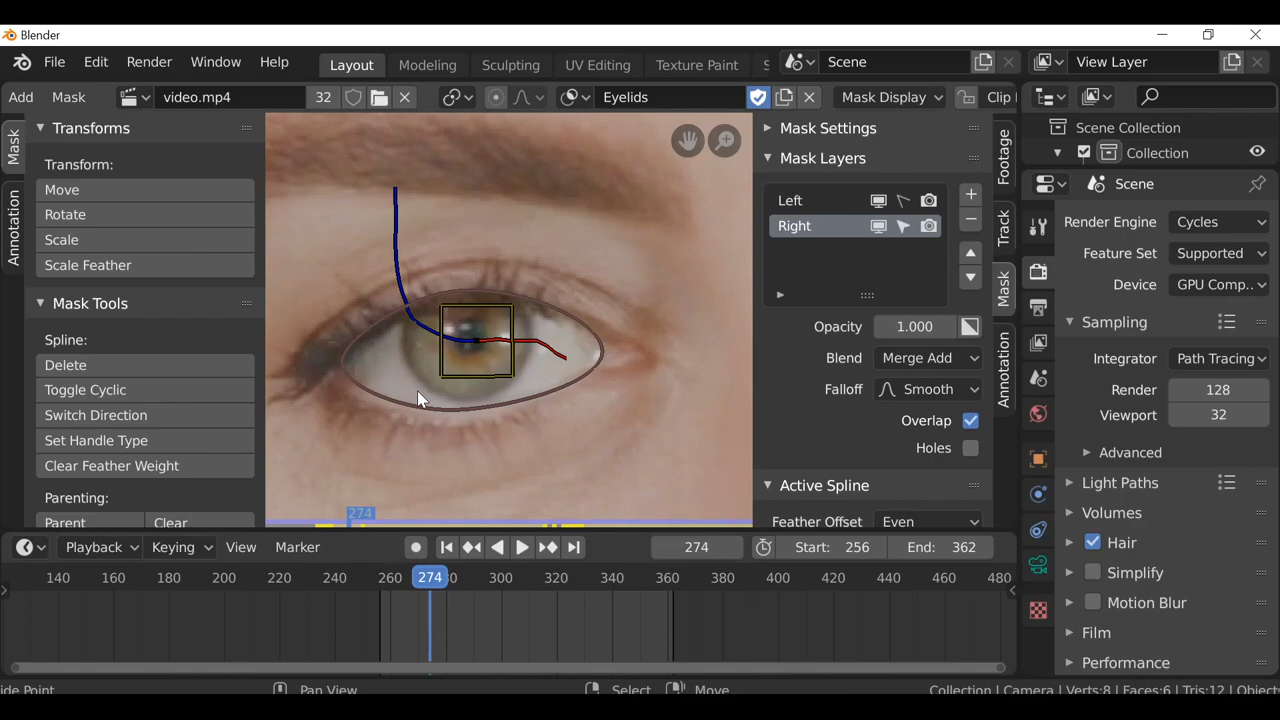 Blender
File Edit Render Window Help Layout Modeling Sculpting UV Editing Texture Paint S Scene View Layer
Add Mask video.mp4 32 Eyelids Mask Display Clip
Mask
Annotation
Transforms
Transform:
Move
Rotate
Scale
Scale Feather
Mask Tools
Spline:
Delete
Toggle Cyclic
Switch Direction
Set Handle Type
Clear Feather Weight
Parenting:
Parent Clear
274
Mask Settings
Mask Layers
Left
Right
Opacity 1.000
Blend Merge Add
Falloff Smooth
Overlap
Holes
Active Spline
Feather Offset Even
Footage
Track
Mask
Annotation
Scene Collection
Collection
Scene
Render Engine Cycles
Feature Set Supported
Device GPU Comp..
Sampling
Integrator Path Tracing
Render 128
Viewport 32
Advanced
Light Paths
Volumes
Hair
Simplify
Motion Blur
Film
Performance
Playback Keying View Marker 274 Start: 256 End: 362
140 160 180 200 220 240 260 274 80 300 320 340 360 380 400 420 440 460 480
ide Point Pan View Select Move Collection | Camera | Verts:8 | Faces:6 | Tris:12 | Objects